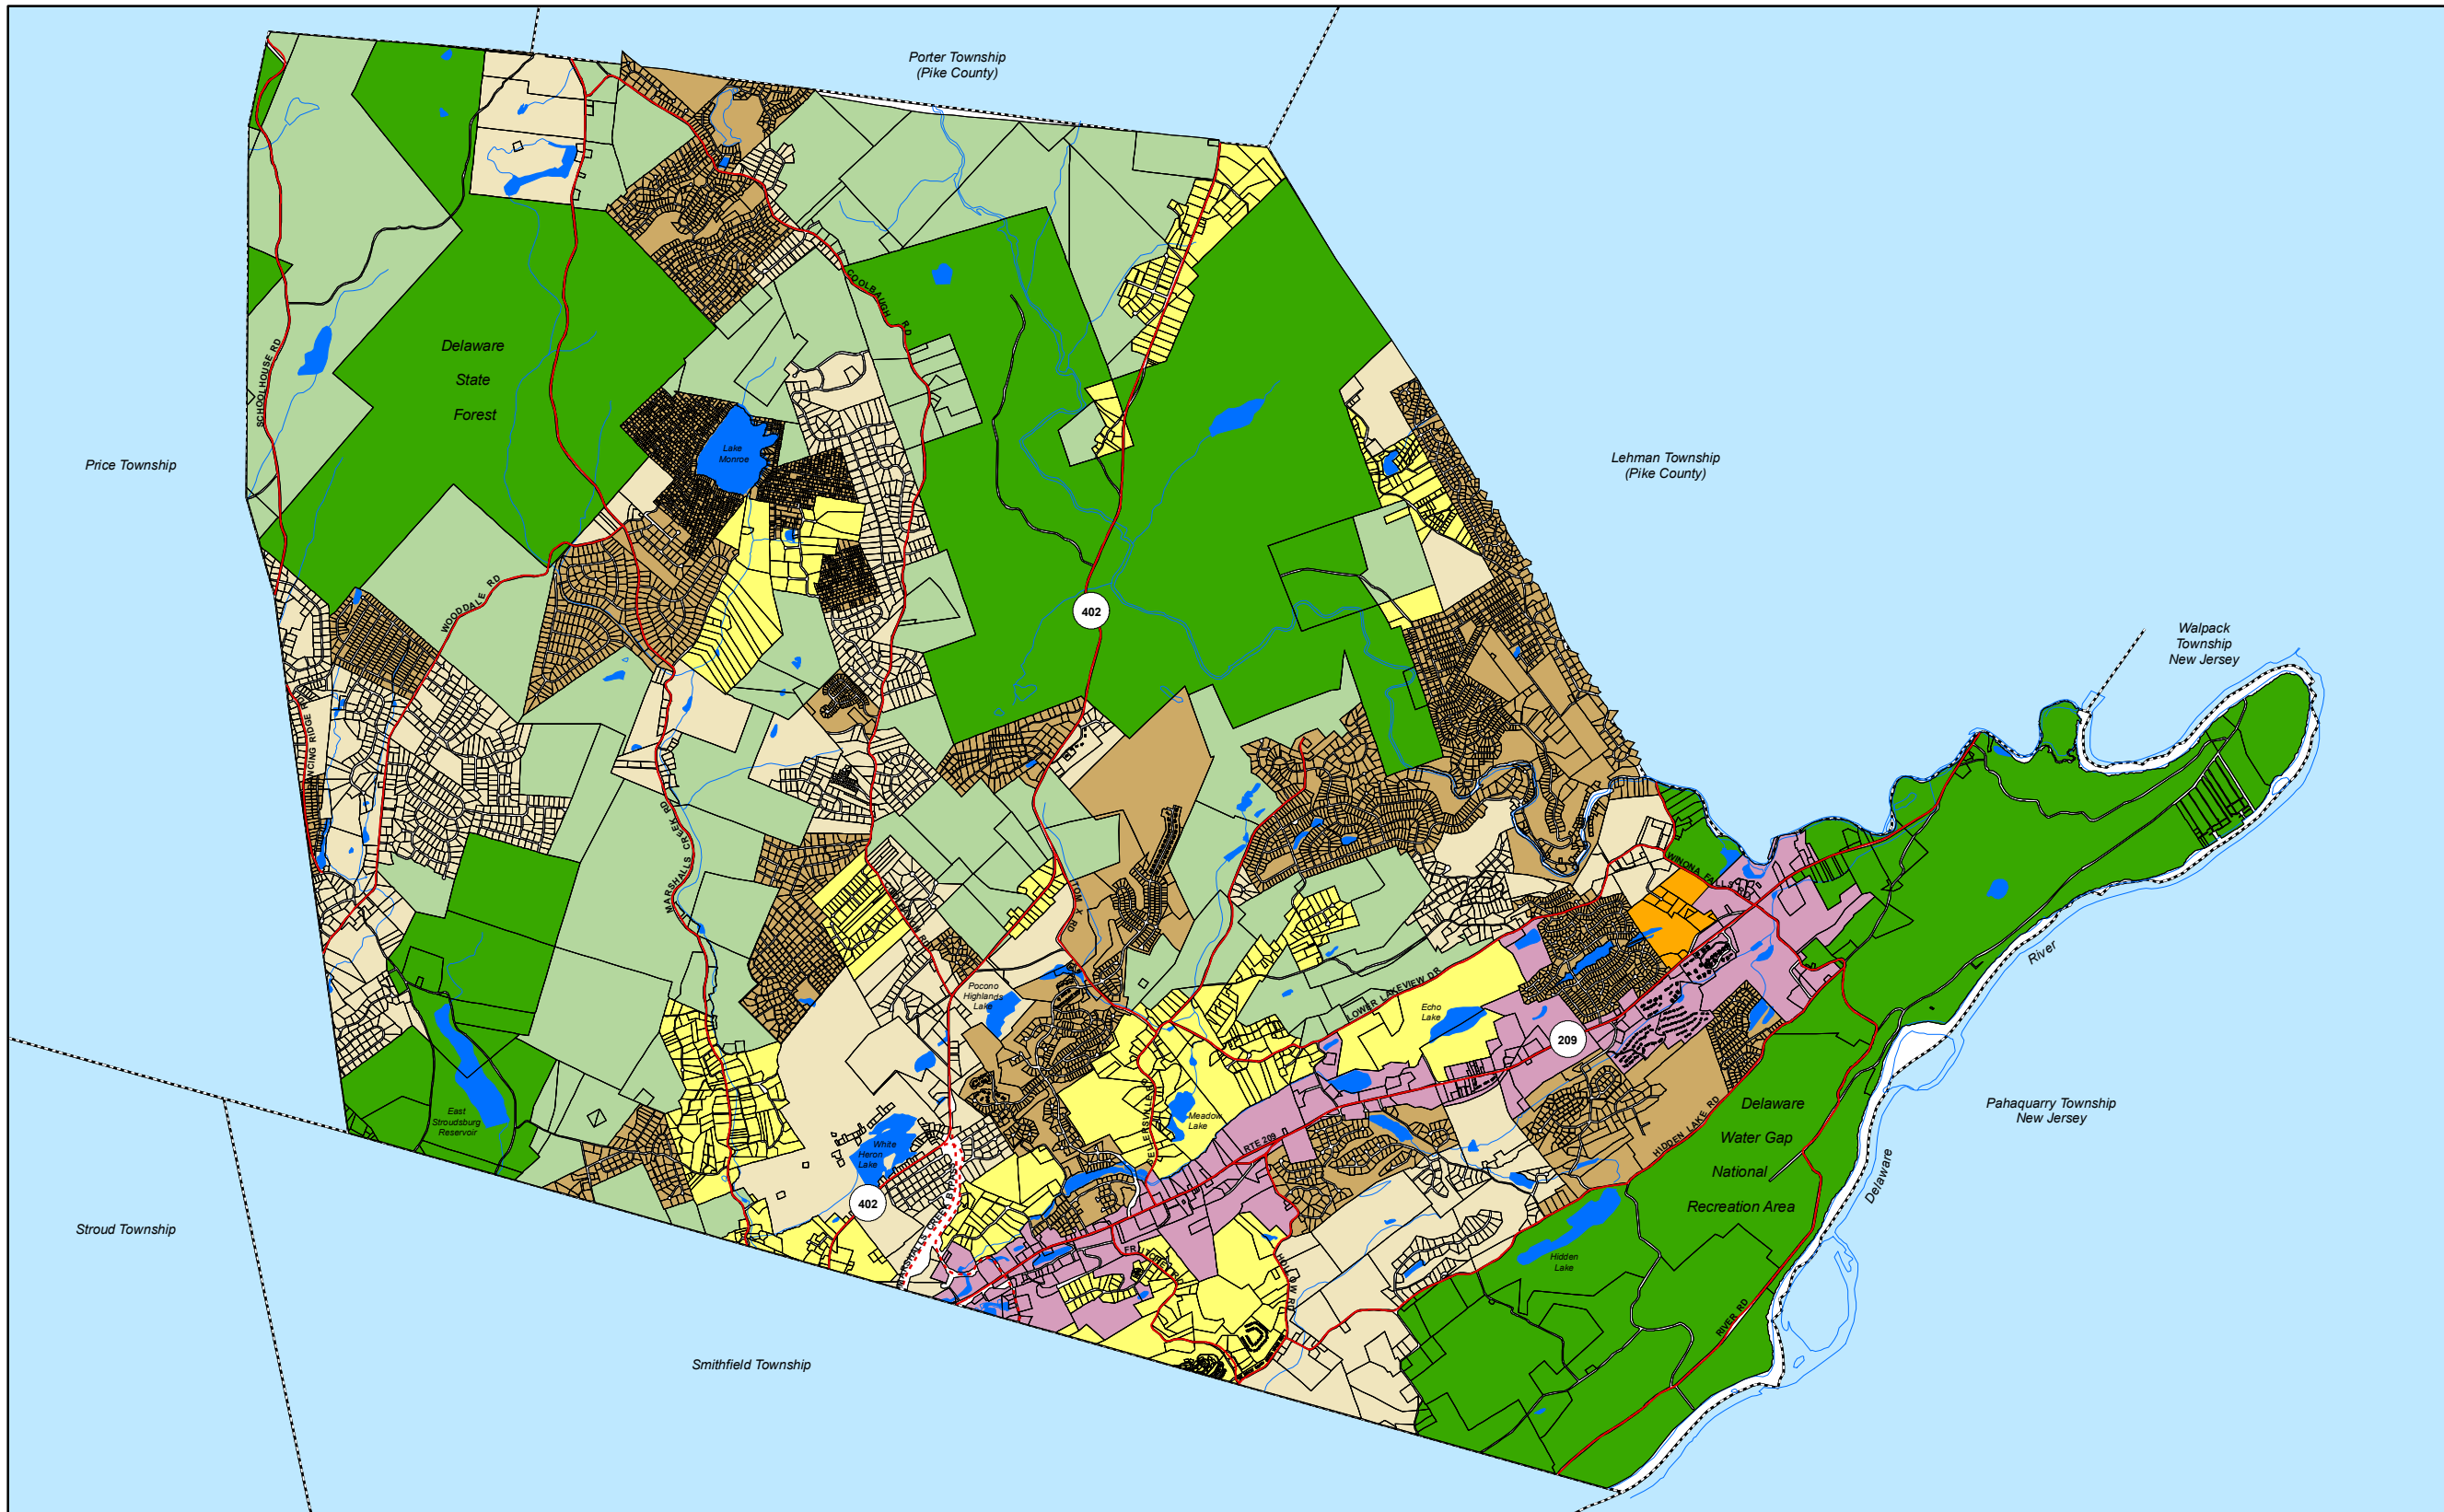 Porter Township
(Pike County)
COOLBAUGH RD
SCHOOLHOUSE RD
Delaware
State
Forest
Price Township
Lake
Monroe
Lehman Township
(Pike County)
WOODDALE RD
402
Walpack
Township
New Jersey
MARSHALLS CREEK RD
WINONA FALLS RD
River
Pocono
Highlands
Lake
LOWER LAKEVIEW DR
Echo
Lake
209
East
Stroudsburg
Reservoir
Meadow
Lake
HIDDEN LAKE RD
Delaware
Water Gap
National
Recreation Area
Pahaquarry Township
New Jersey
White
Heron
Lake
RTE 209
Delaware
402
Stroud Township
HOLLOW RD
Hidden
Lake
RIVER RD
Smithfield Township